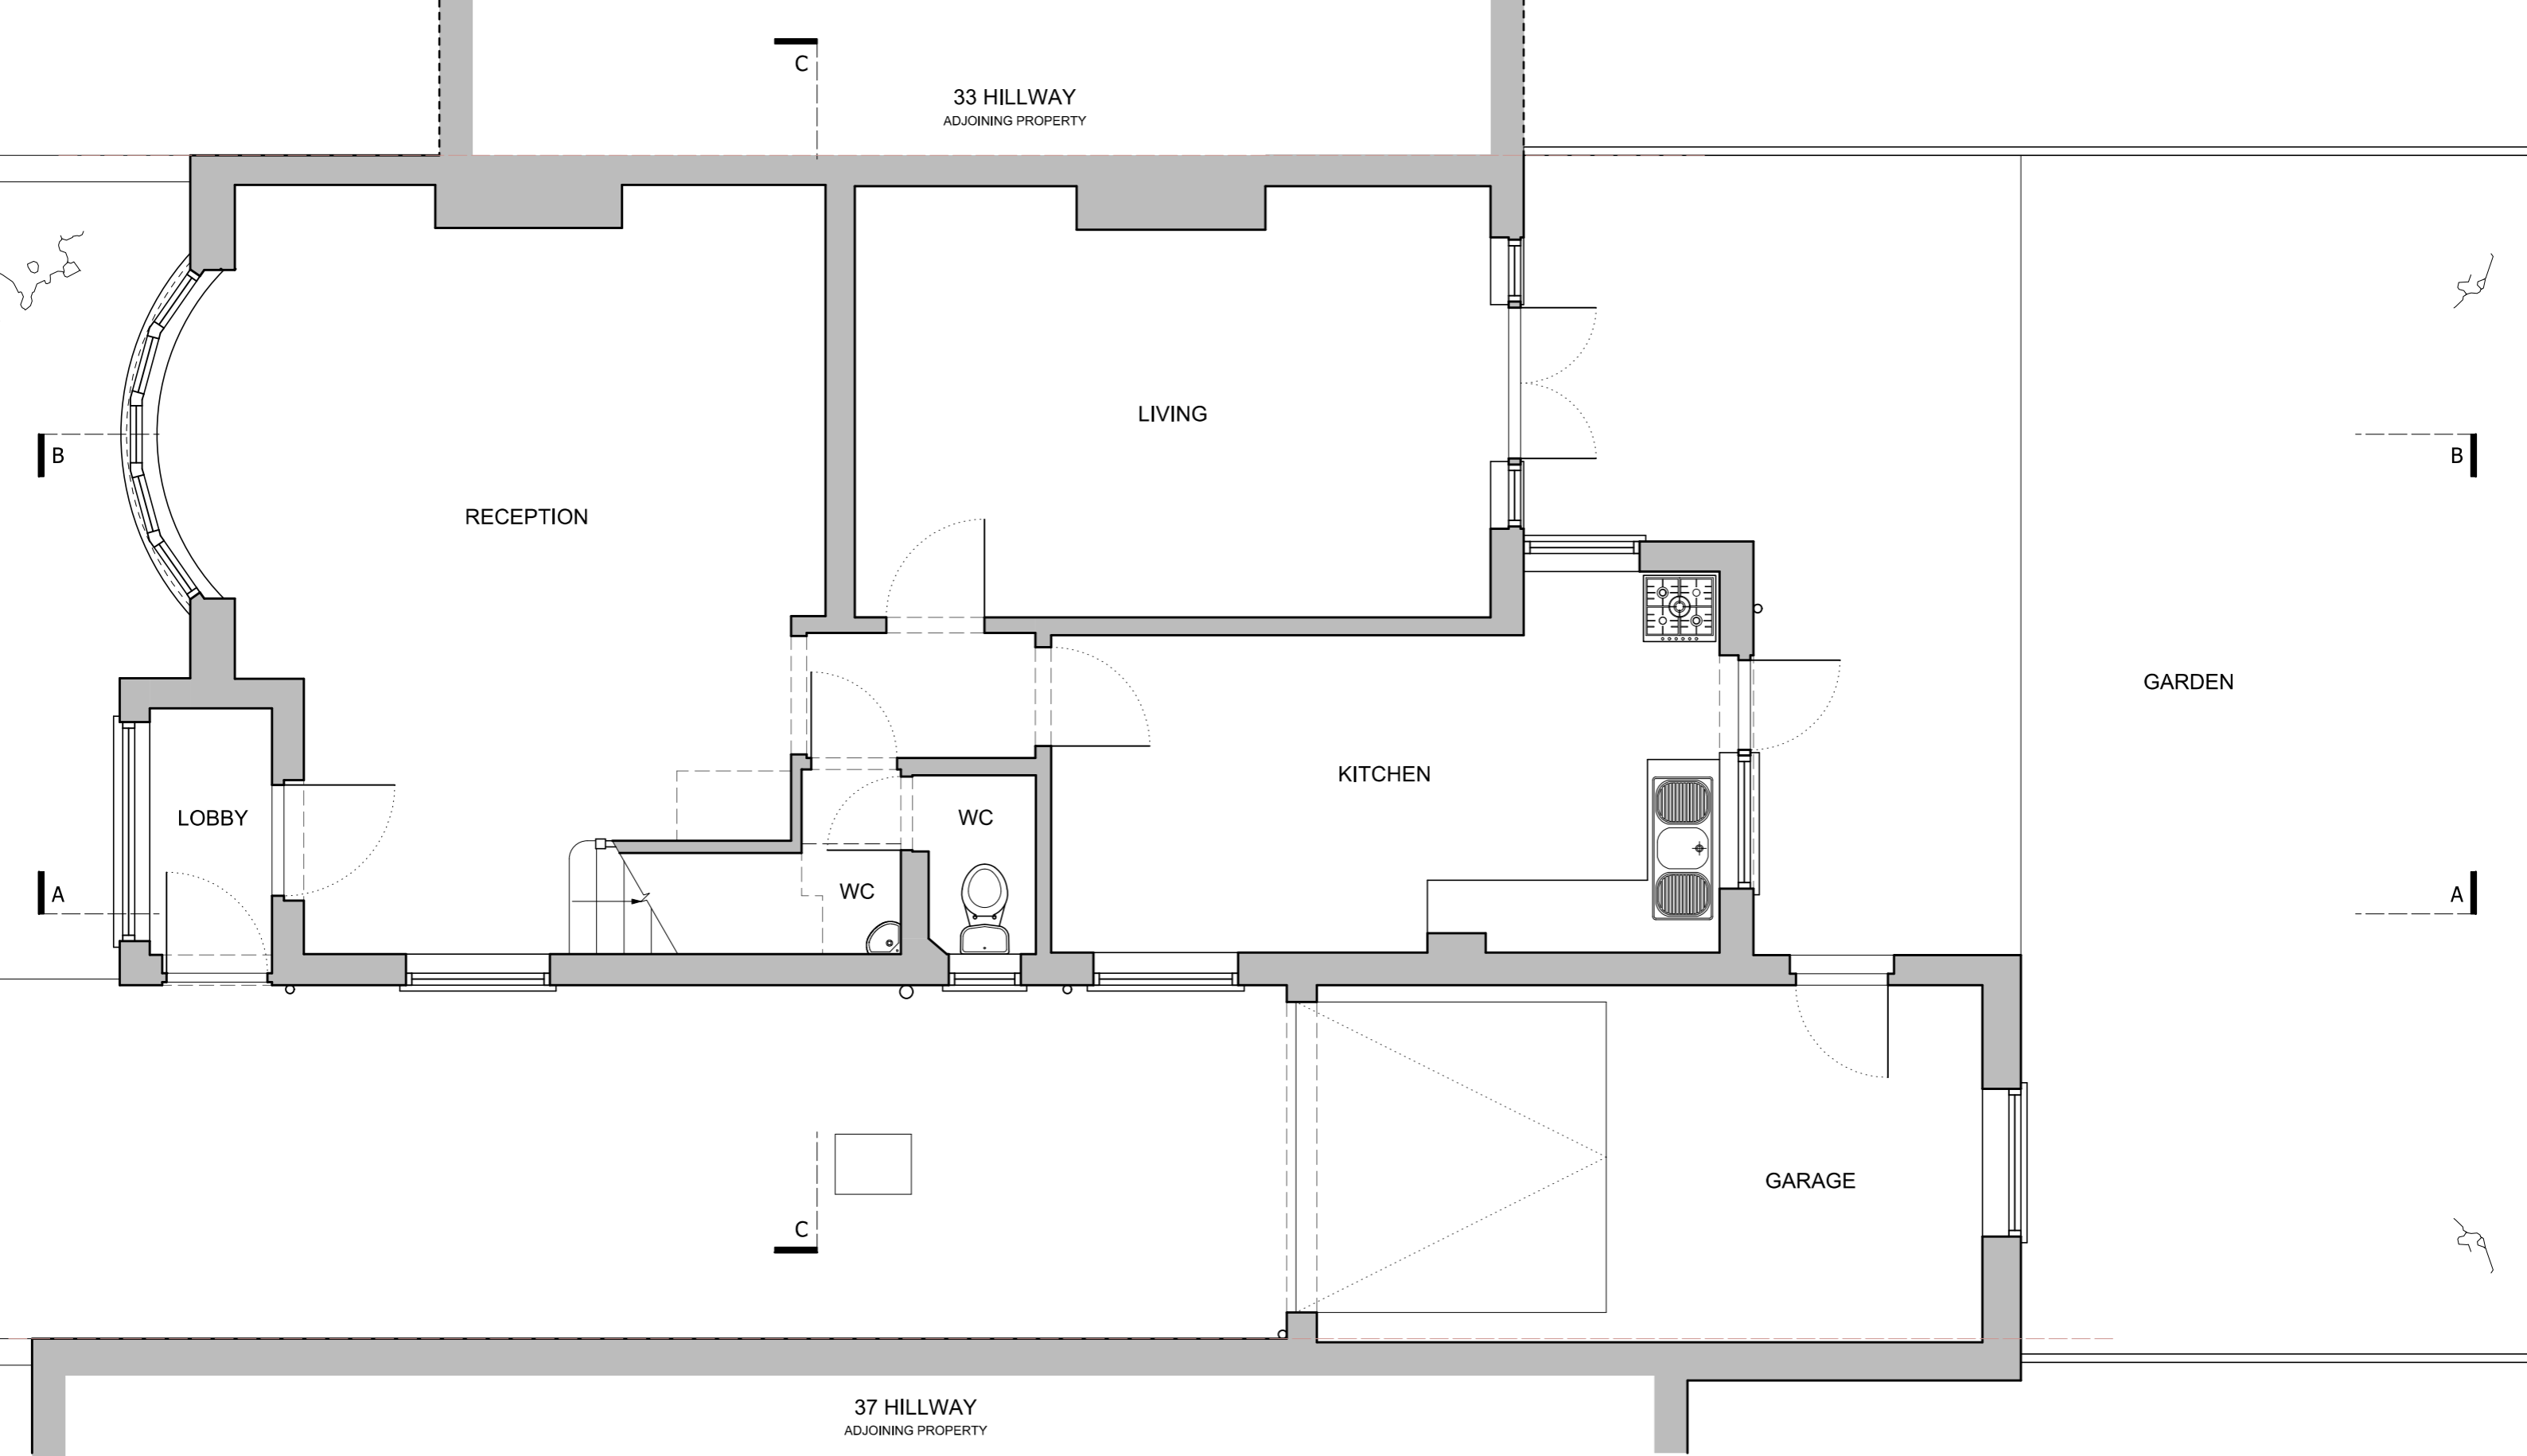 C
33 HILLWAY
ADJOINING PROPERTY
LIVING
B
B
RECEPTION
GARDEN
KITCHEN
LOBBY
WC
WC
A
A
GARAGE
C
37 HILLWAY
ADJOINING PROPERTY